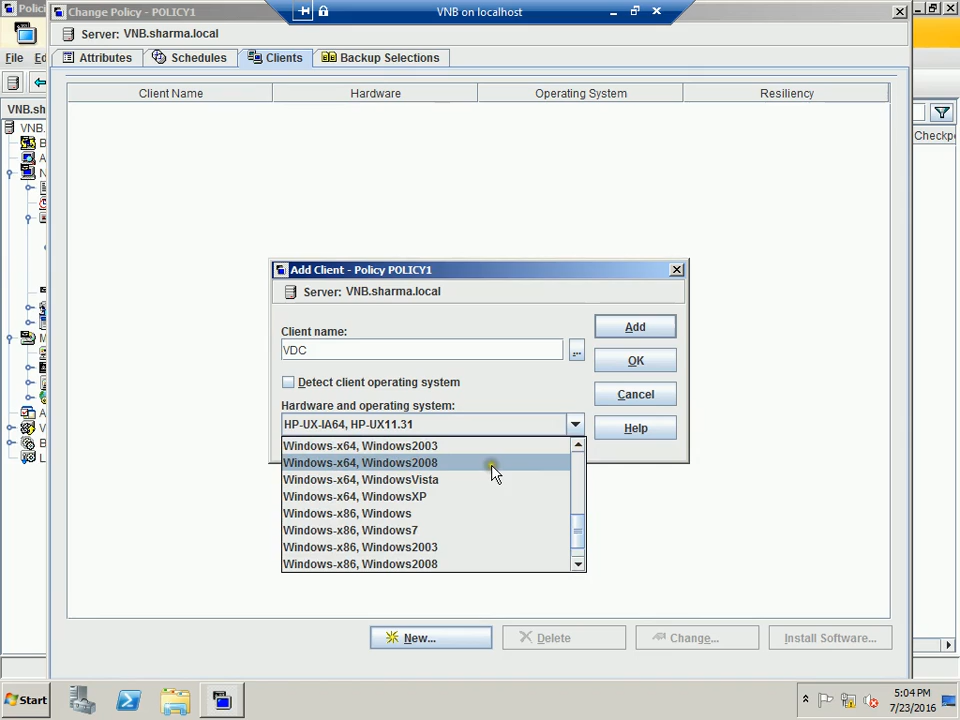 Polici
Change Policy - POLICY1
VNB on localhost
Server: VNB.sharma.local
File
Ed
Attributes
Schedules
Clients
Backup Selections
VNB.sh
Client Name
Hardware
Operating System
Resiliency
VNB.
Checkp
B
A
N
Add Client - Policy POLICY1
Server: VNB.sharma.local
Client name:
VDC
...
Add
OK
Detect client operating system
Cancel
Hardware and operating system:
HP-UX-IA64, HP-UX11.31
Help
Windows-x64, Windows2003
Windows-x64, Windows2008
Windows-x64, WindowsVista
Windows-x64, WindowsXP
Windows-x86, Windows
Windows-x86, Windows7
Windows-x86, Windows2003
Windows-x86, Windows2008
M
A
V
B
L
New...
Delete
Change...
Install Software...
Start
5:04 PM
7/23/2016